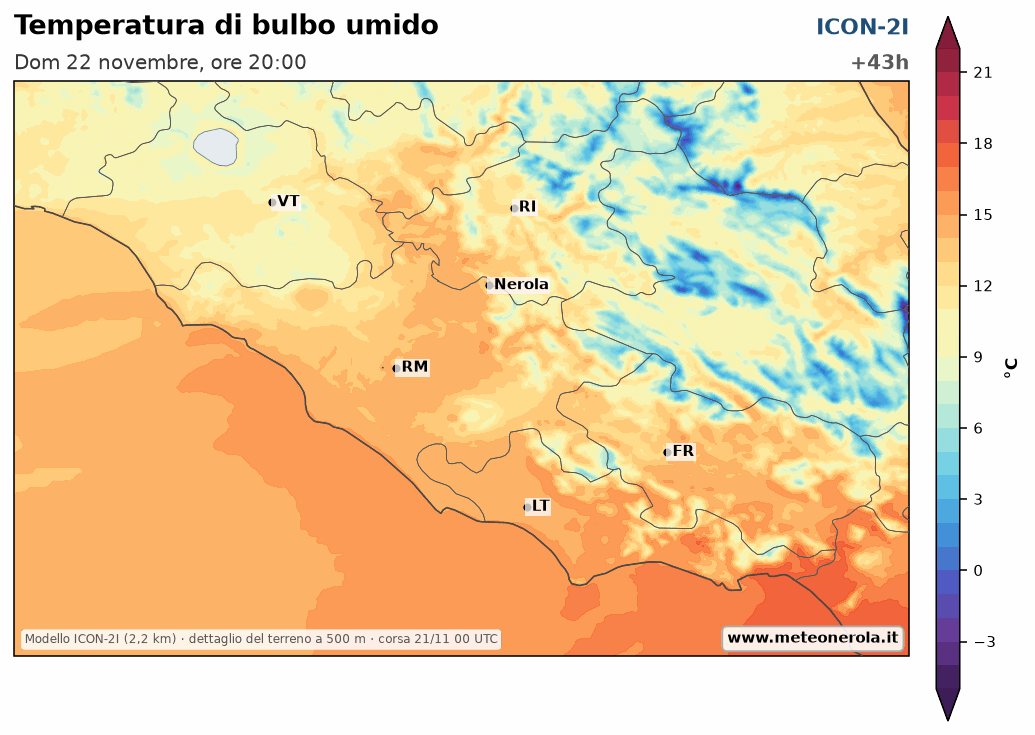 Temperatura di bulbo umido
ICON-2I
Dom 22 novembre, ore 20:00
+43h
VT
RI
Nerola
RM
FR
LT
Modello ICON-2I (2,2 km) · dettaglio del terreno a 500 m · corsa 21/11 00 UTC
www.meteonerola.it
21
18
15
12
9
6
3
0
−3
°C